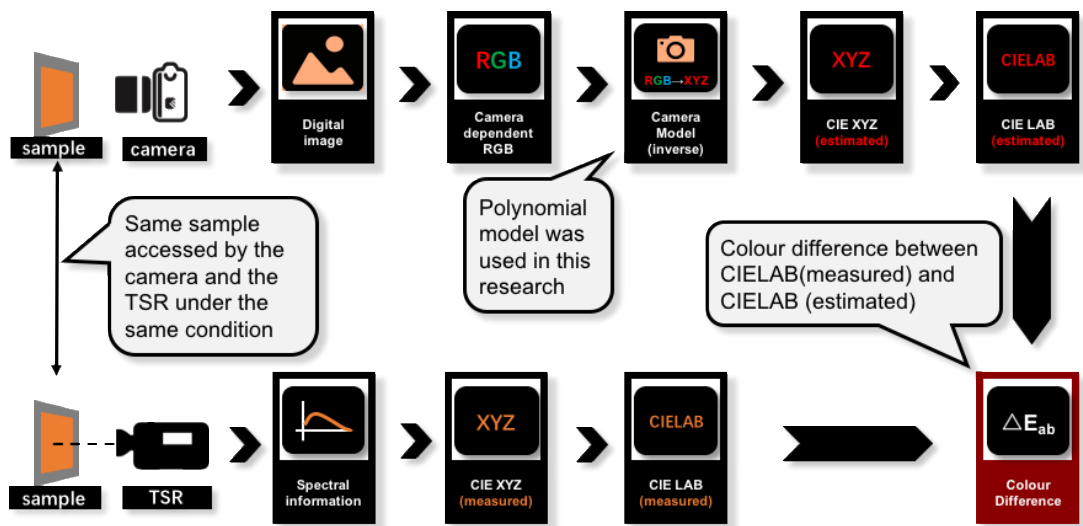 sample
camera
Digital
image
RGB
Camera
dependent
RGB
RGB→XYZ
Camera
Model
(inverse)
XYZ
CIE XYZ
(estimated)
CIELAB
CIE LAB
(estimated)
Same sample
accessed by the
camera and the
TSR under the
same condition
Polynomial
model was
used in this
research
Colour difference between
CIELAB(measured) and
CIELAB (estimated)
sample
TSR
Spectral
information
XYZ
CIE XYZ
(measured)
CIELAB
CIE LAB
(measured)
△Eab
Colour
Difference